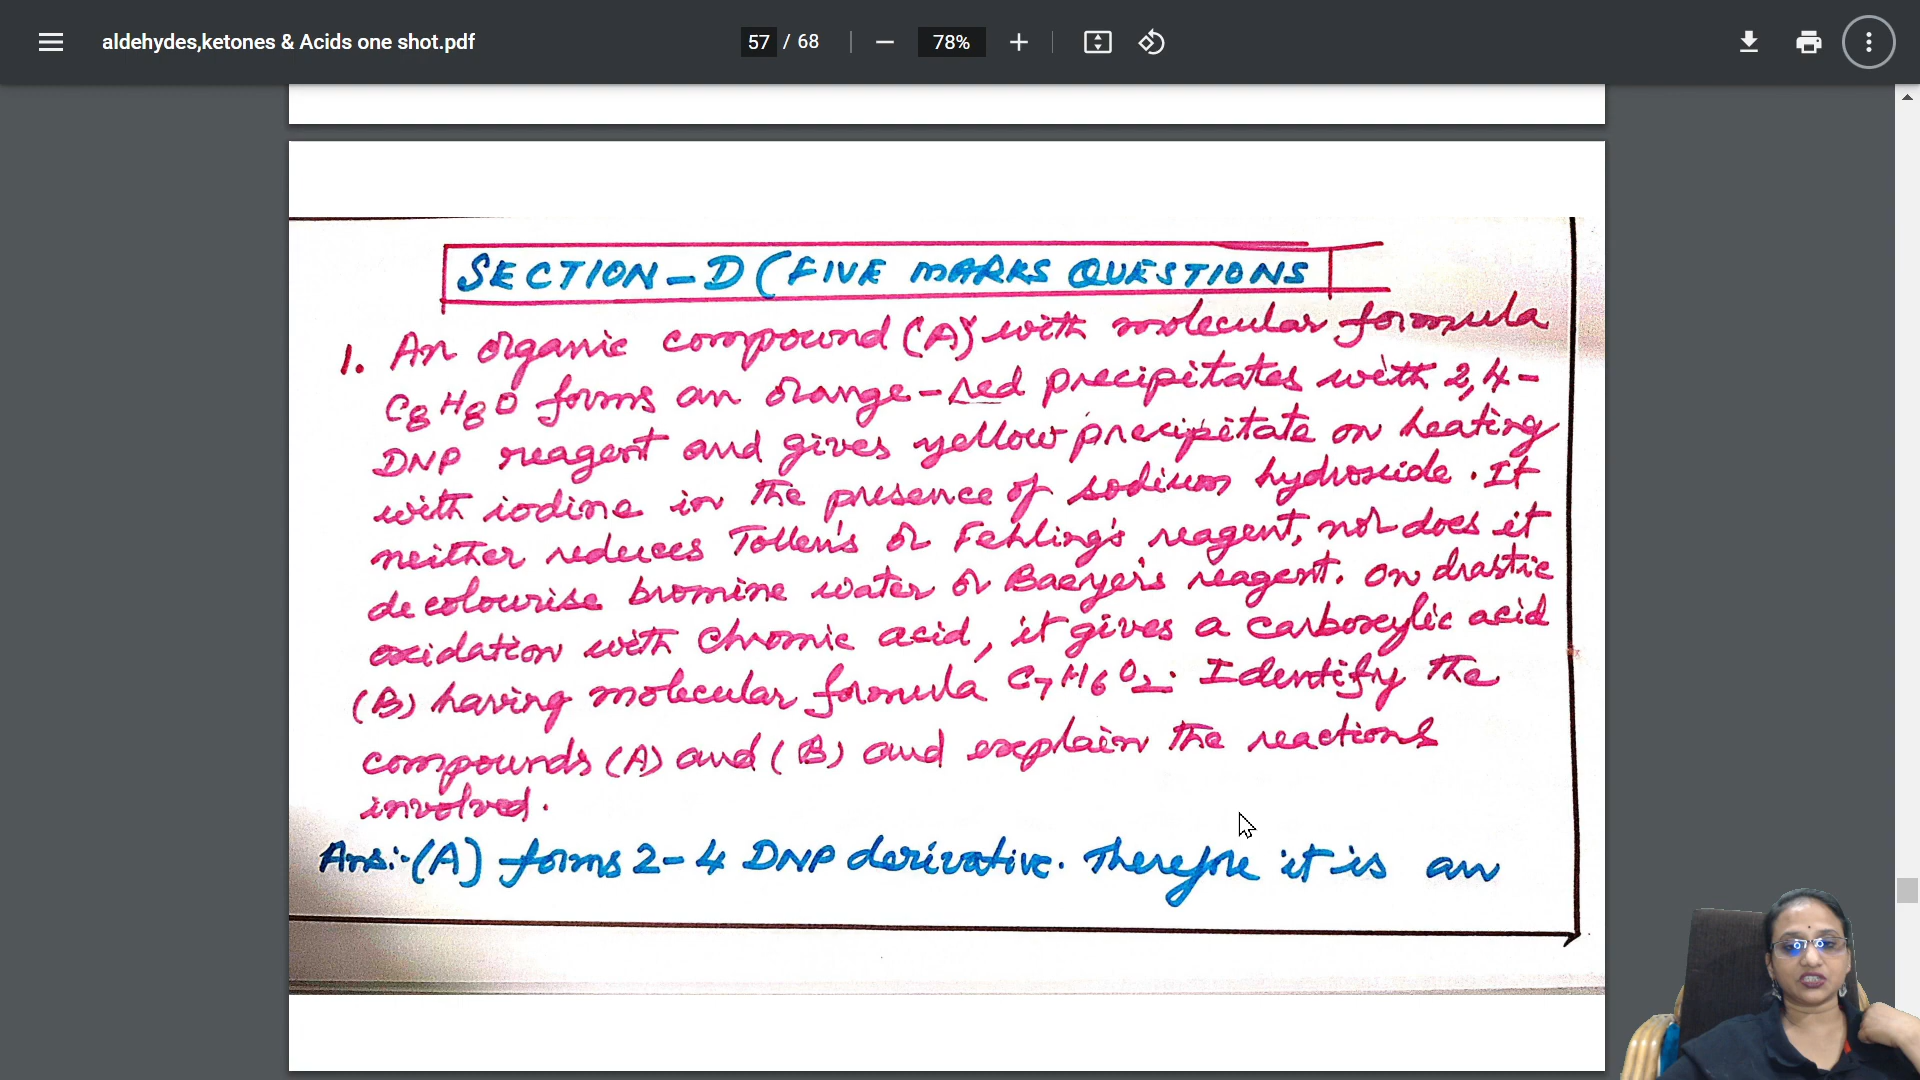 aldehydes,ketones & Acids one shot.pdf
57 / 68
78%
SECTION-D (FIVE MARKS QUESTIONS
1. An organic compound (A) with molecular formula
C8H8O forms an orange-red precipitates with 2,4-
DNP reagent and gives yellow precipitate on heating
with iodine in the presence of sodium hydroxide. It
neither reduces Tollen's or Fehling's reagent, nor does it
decolourise bromine water or Baeyer's reagent. On drastic
oxidation with chromic acid, it gives a carboxylic acid
(B) having molecular formula C7H6O2. Identify the
compounds (A) and (B) and explain the reactions
involved.
Ans:-(A) forms 2-4 DNP derivative. Therefore it is an